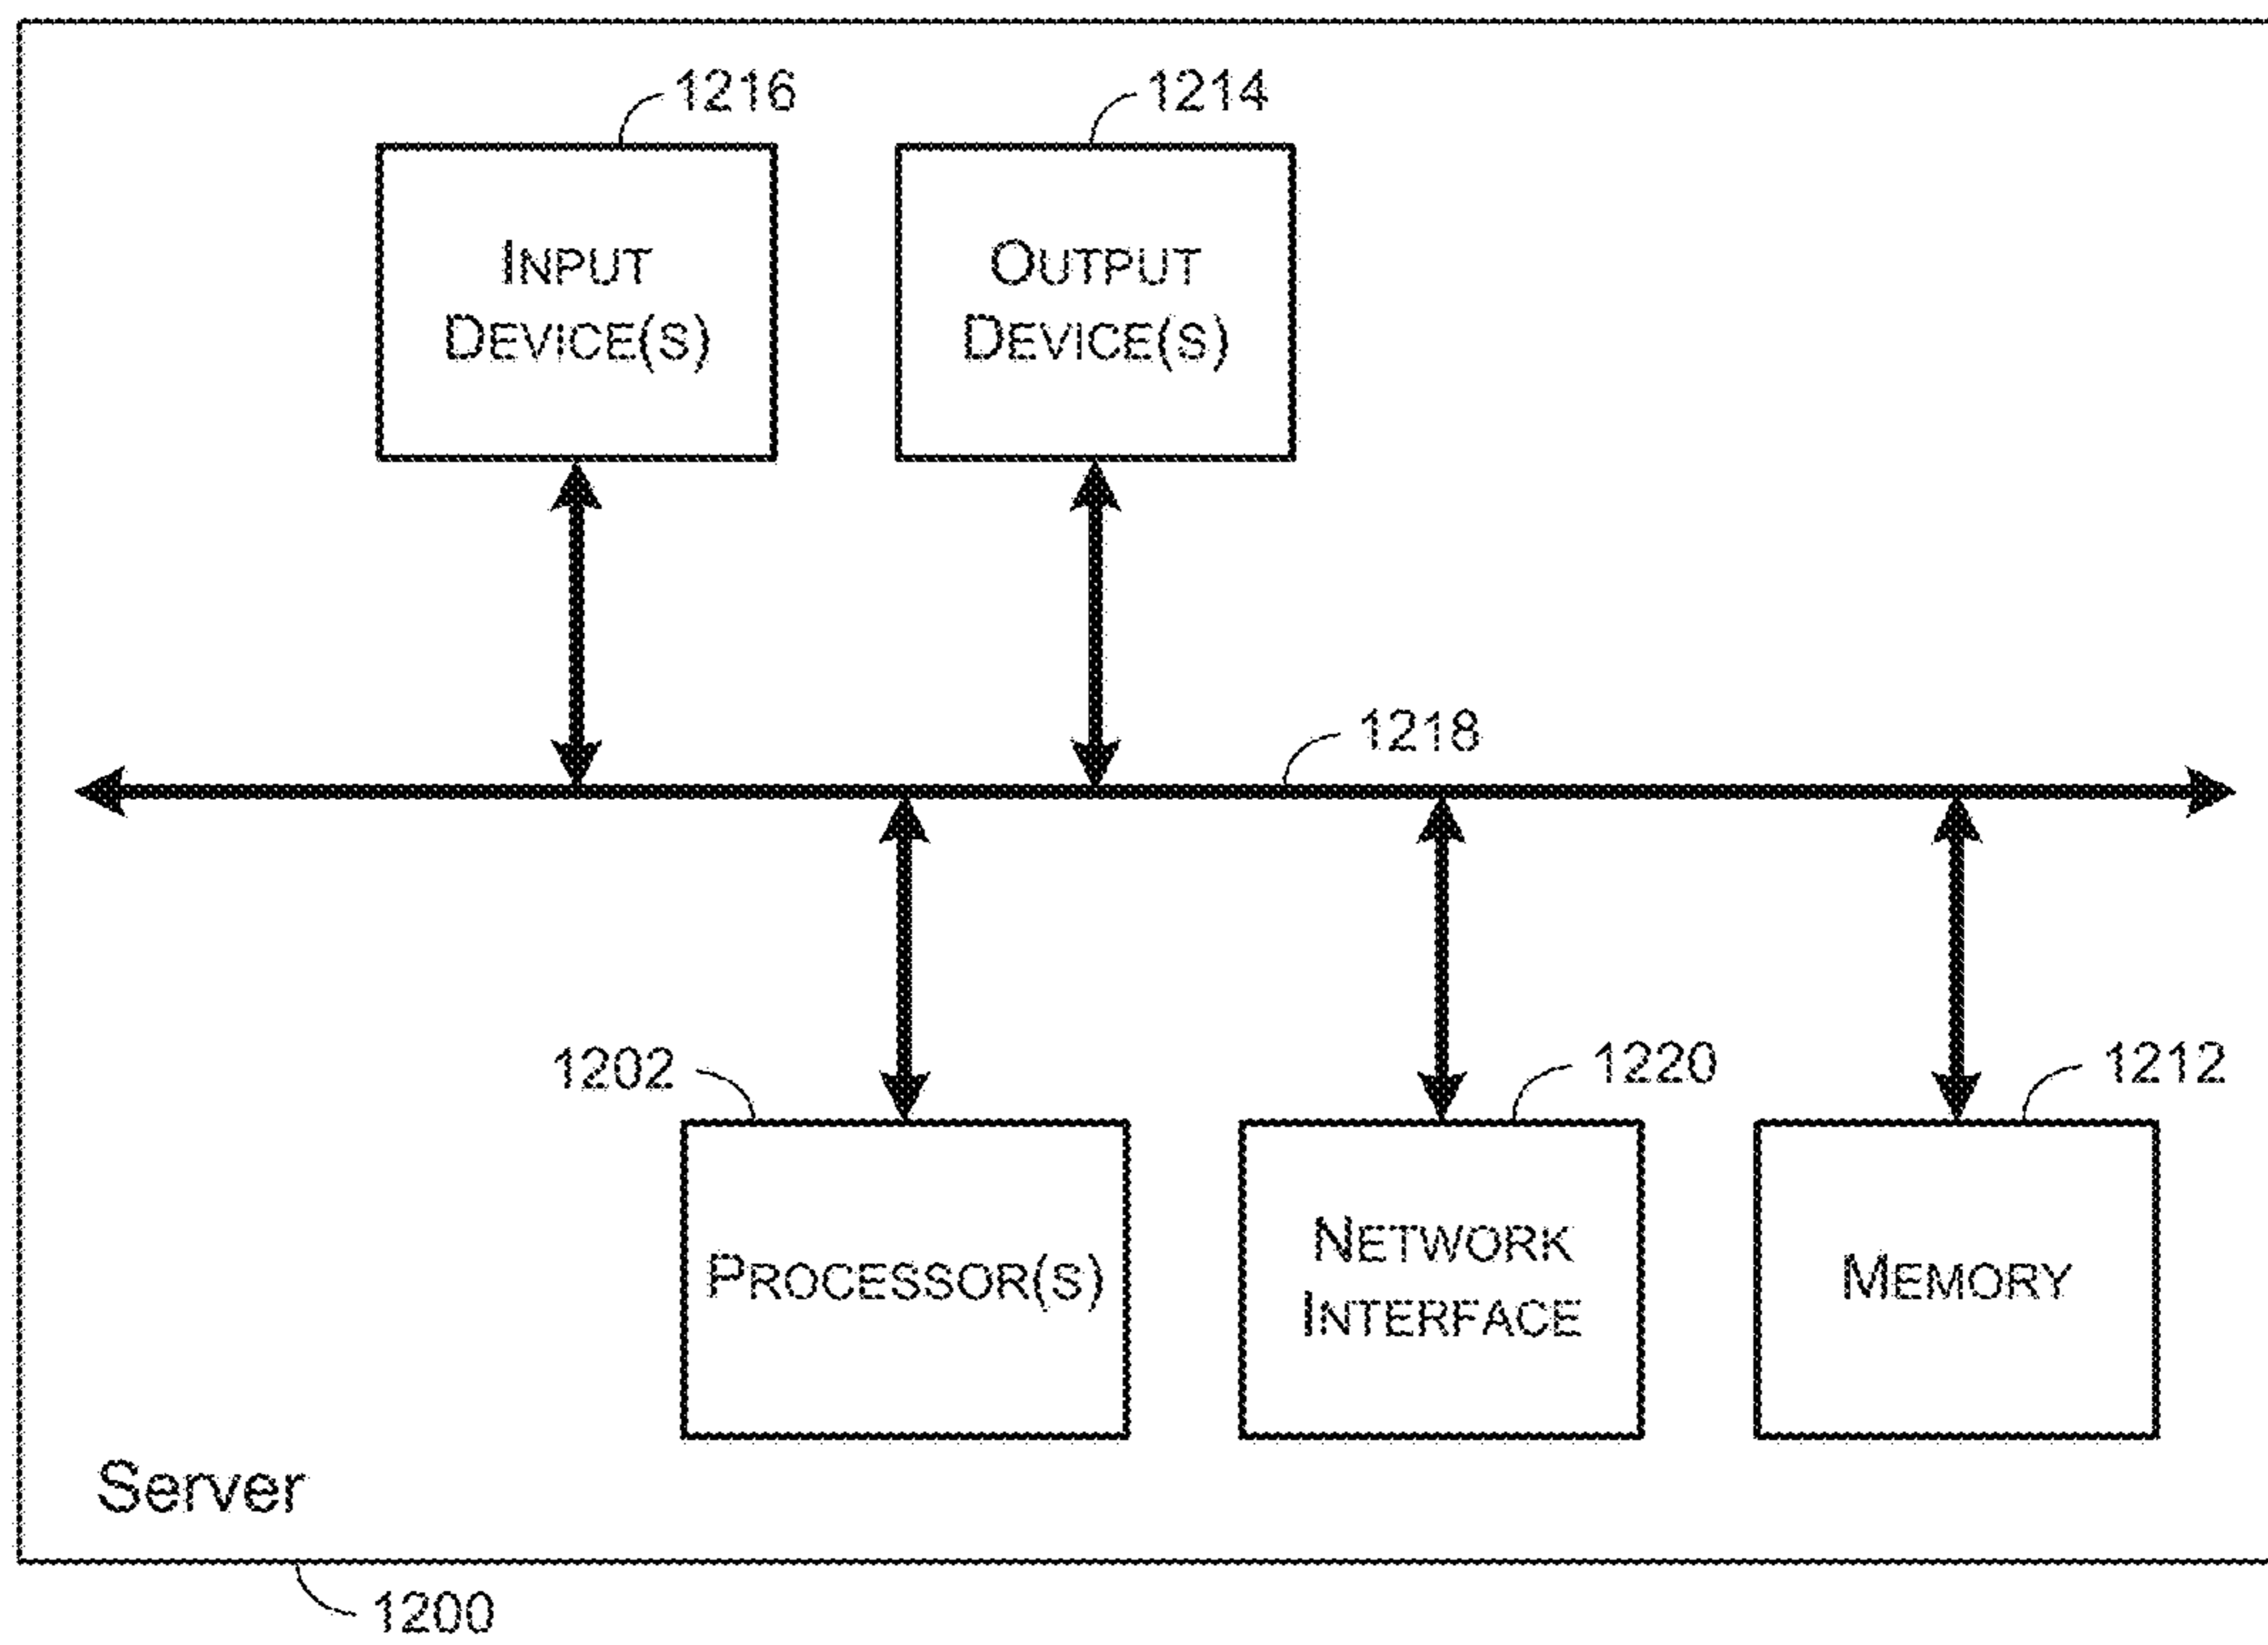 1216
1214
INPUT
DEVICE(S)
OUTPUT
DEVICE(S)
1218
1202
1220
1212
PROCESSOR(S)
NETWORK
INTERFACE
MEMORY
Server
1200